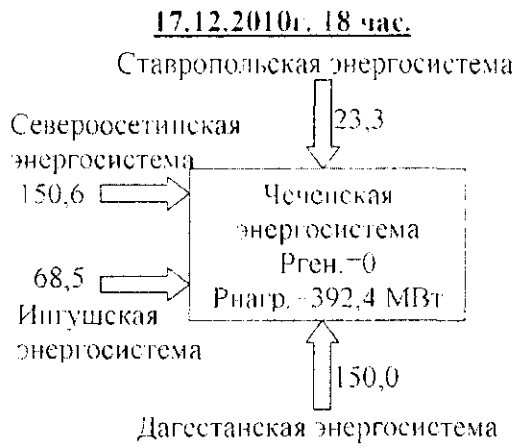 17.12.2010г. 18 час.
Ставропольская энергосистема
23,3
Североосетинская
энергосистема
150,6
Чеченская
энергосистема
Рген.=0
Рнагр.=392,4 МВт
68,5
Ингушская
энергосистема
150,0
Дагестанская энергосистема